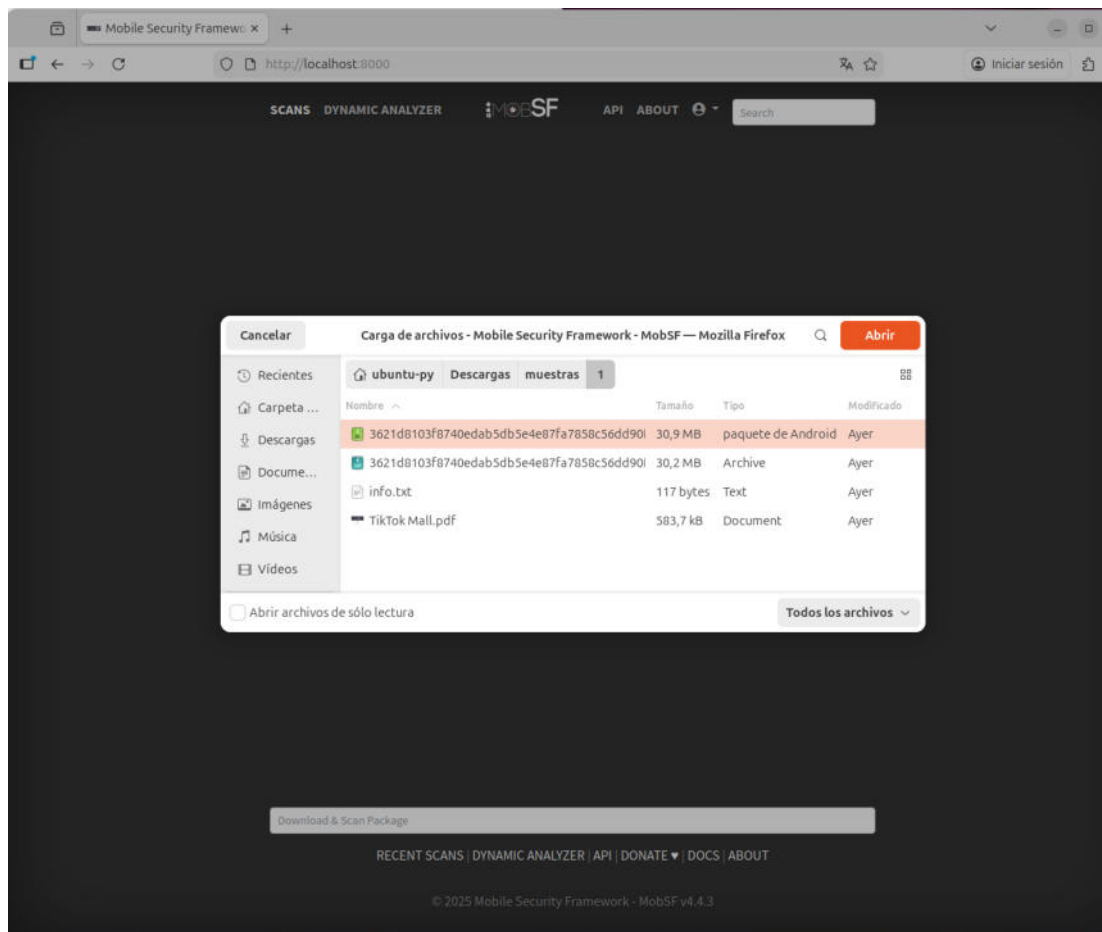 Mobile Security Framewo
http://localhost:8000
Iniciar sesión
SCANS DYNAMIC ANALYZER MOBSF API ABOUT Search
Cancelar Carga de archivos - Mobile Security Framework - MobSF — Mozilla Firefox Abrir
Recientes
Carpeta ...
Descargas
Docume...
Imágenes
Música
Vídeos
ubuntu-py Descargas muestras 1
Nombre Tamaño Tipo Modificado
3621d8103f8740edab5db5e4e87fa7858c56dd90 30,9 MB paquete de Android Ayer
3621d8103f8740edab5db5e4e87fa7858c56dd90 30,2 MB Archive Ayer
info.txt 117 bytes Text Ayer
TikTok Mall.pdf 583,7 kB Document Ayer
Abrir archivos de sólo lectura Todos los archivos
Download & Scan Package
RECENT SCANS | DYNAMIC ANALYZER | API | DONATE ♥ | DOCS | ABOUT
© 2025 Mobile Security Framework - MobSF v4.4.3